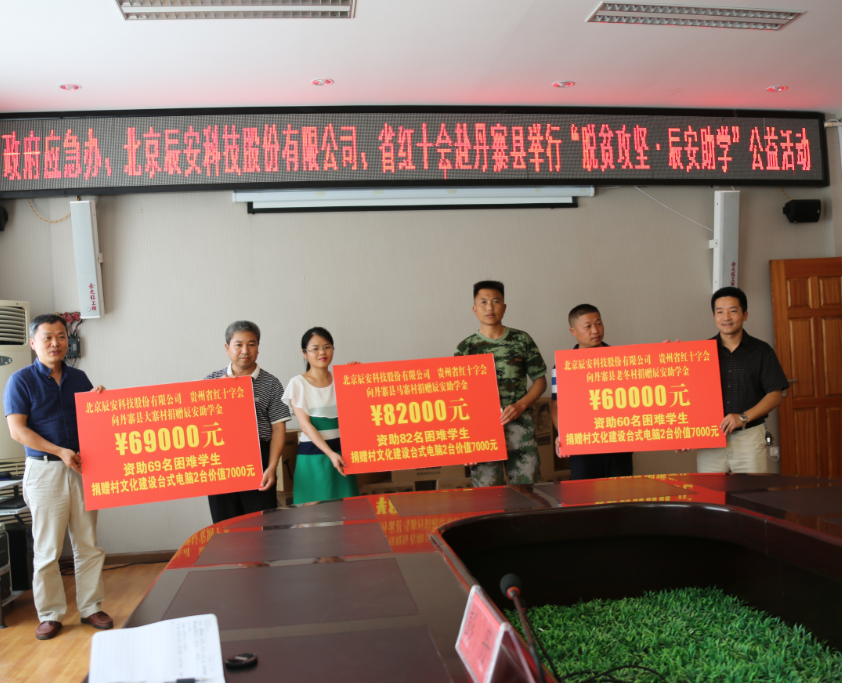 政府应急办、北京辰安科技股份有限公司、省红十会赴丹寨县举行“脱贫攻坚·辰安助学”公益活动
北京辰安科技股份有限公司 贵州省红十字会
向丹寨县大寨村捐赠辰安助学金
¥69000元
资助69名困难学生
捐赠村文化建设台式电脑2台价值7000元
北京辰安科技股份有限公司 贵州省红十字会
向丹寨县马寨村捐赠辰安助学金
¥82000元
资助82名困难学生
捐赠村文化建设台式电脑2台价值7000元
北京辰安科技股份有限公司 贵州省红十字会
向丹寨县老冬村捐赠辰安助学金
¥60000元
资助60名困难学生
捐赠村文化建设台式电脑2台价值7000元